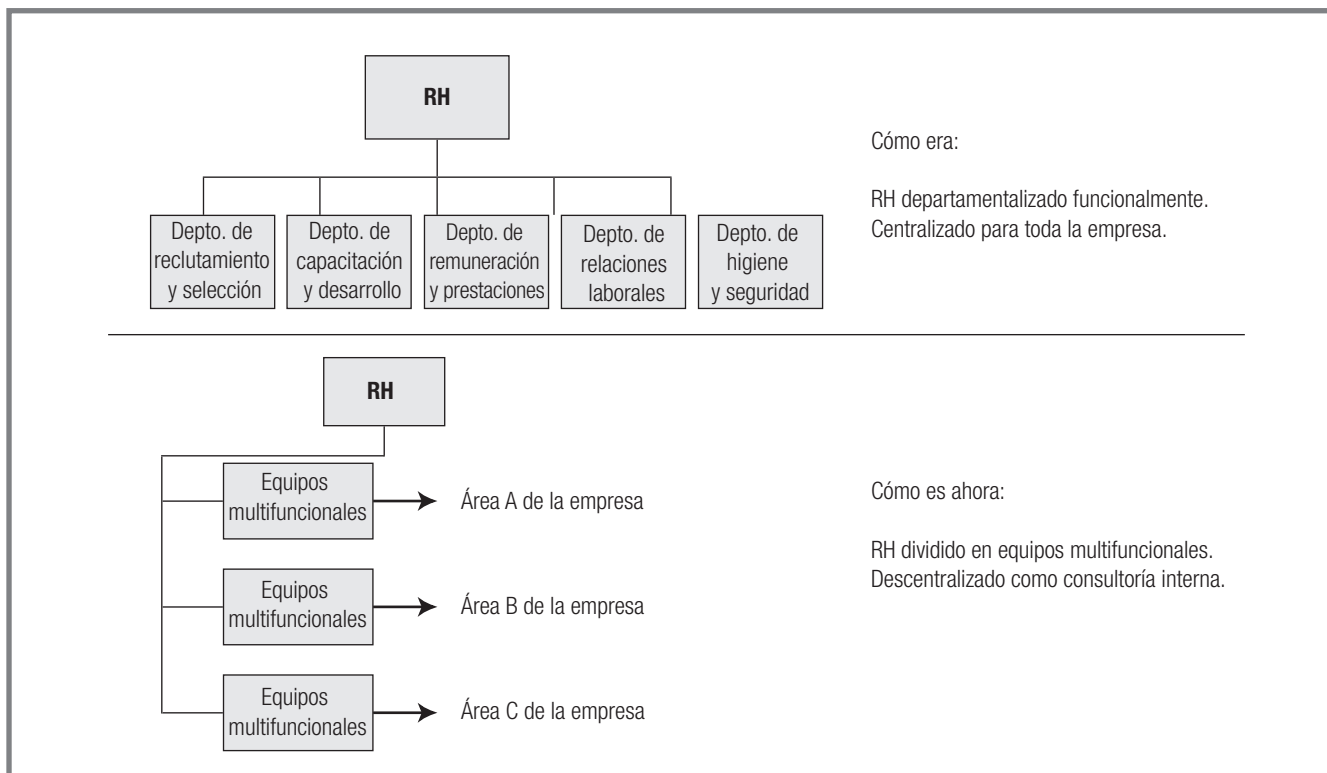 RH
Cómo era:
RH departamentalizado funcionalmente.
Centralizado para toda la empresa.
Depto. de
reclutamiento
y selección
Depto. de
capacitación
y desarrollo
Depto. de
remuneración
y prestaciones
Depto. de
relaciones
laborales
Depto. de
higiene
y seguridad
RH
Equipos
multifuncionales
Área A de la empresa
Equipos
multifuncionales
Área B de la empresa
Equipos
multifuncionales
Área C de la empresa
Cómo es ahora:
RH dividido en equipos multifuncionales.
Descentralizado como consultoría interna.